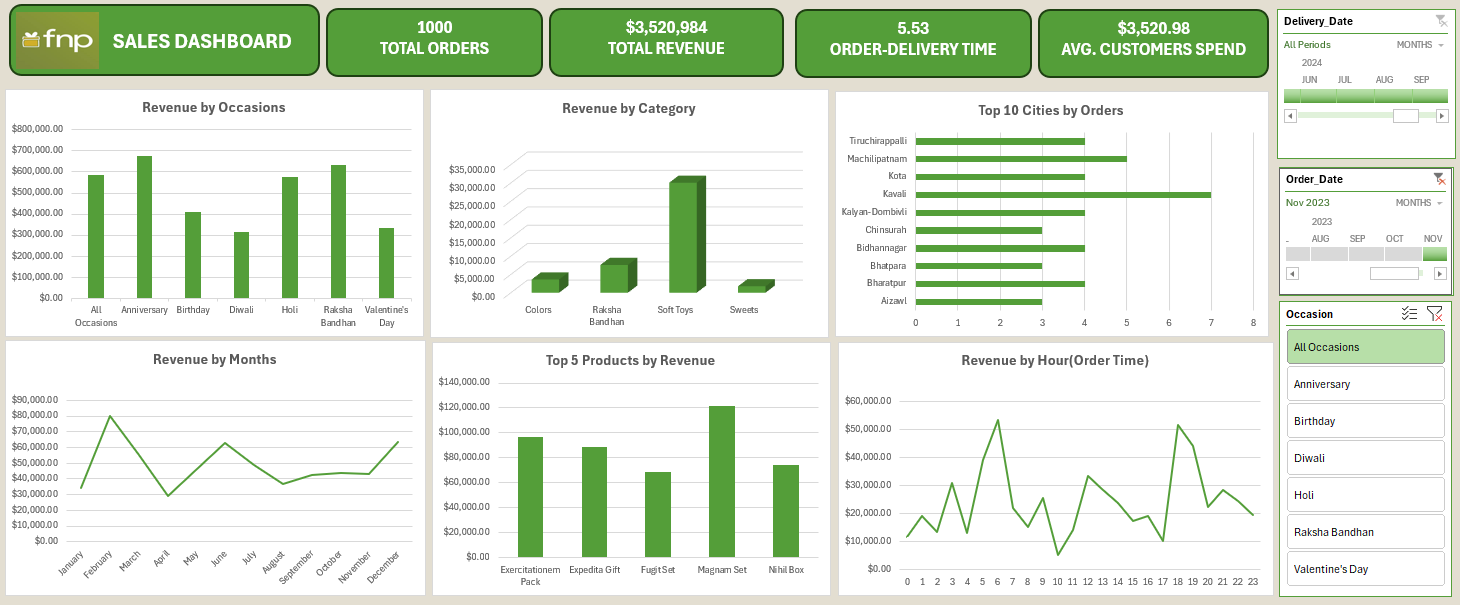 fnp
SALES DASHBOARD
1000
TOTAL ORDERS
$3,520,984
TOTAL REVENUE
5.53
ORDER-DELIVERY TIME
$3,520.98
AVG. CUSTOMERS SPEND
Revenue by Occasions
$800,000.00
$700,000.00
$600,000.00
$500,000.00
$400,000.00
$300,000.00
$200,000.00
$100,000.00
$0.00
All
Occasions
Anniversary
Birthday
Diwali
Holi
Raksha
Bandhan
Valentine's
Day
Revenue by Category
$35,000.00
$30,000.00
$25,000.00
$20,000.00
$15,000.00
$10,000.00
$5,000.00
$0.00
Colors
Raksha
Bandhan
Soft Toys
Sweets
Top 10 Cities by Orders
Tiruchirappalli
Machilipatnam
Kota
Kavali
Kalyan-Dombivli
Chinsurah
Bidhannagar
Bhatpara
Bharatpur
Aizawl
0 1 2 3 4 5 6 7 8
Revenue by Months
$90,000.00
$80,000.00
$70,000.00
$60,000.00
$50,000.00
$40,000.00
$30,000.00
$20,000.00
$10,000.00
$0.00
January
February
March
April
May
June
July
August
September
October
November
December
Top 5 Products by Revenue
$140,000.00
$120,000.00
$100,000.00
$80,000.00
$60,000.00
$40,000.00
$20,000.00
$0.00
Exercitationem
Pack
Expedita Gift
Fugit Set
Magnam Set
Nihil Box
Revenue by Hour(Order Time)
$60,000.00
$50,000.00
$40,000.00
$30,000.00
$20,000.00
$10,000.00
$0.00
0 1 2 3 4 5 6 7 8 9 10 11 12 13 14 15 16 17 18 19 20 21 22 23
Delivery_Date
All Periods MONTHS
2024
JUN JUL AUG SEP
Order_Date
Nov 2023 MONTHS
2023
AUG SEP OCT NOV
Occasion
All Occasions
Anniversary
Birthday
Diwali
Holi
Raksha Bandhan
Valentine's Day